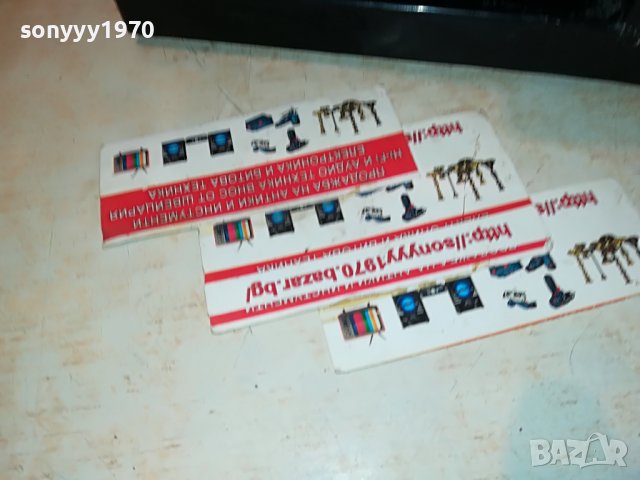 sonyyy1970
ПРОДАЖБА НА АНТИКИ И ИНСТУМЕНТИ
HI-FI И АУДИО ТЕХНИКА ВНОС ОТ ШВЕЙЦАРИЯ
ЕЛЕКТРОНИКА И БИТОВА ТЕХНИКА
http://s
http://sonyyy1970.bazar.bg/
http://s
BAZAR
bg